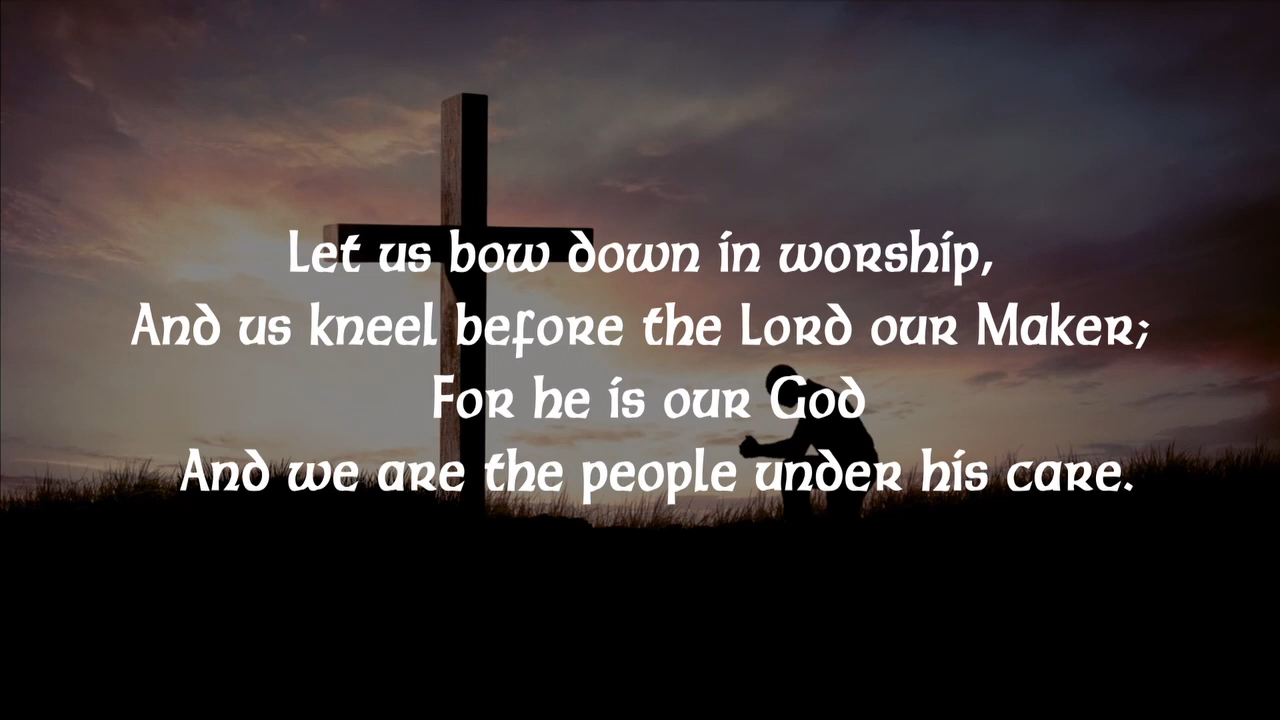 Let us bow down in worship,
And us kneel before the Lord our Maker;
For he is our God
And we are the people under his care.